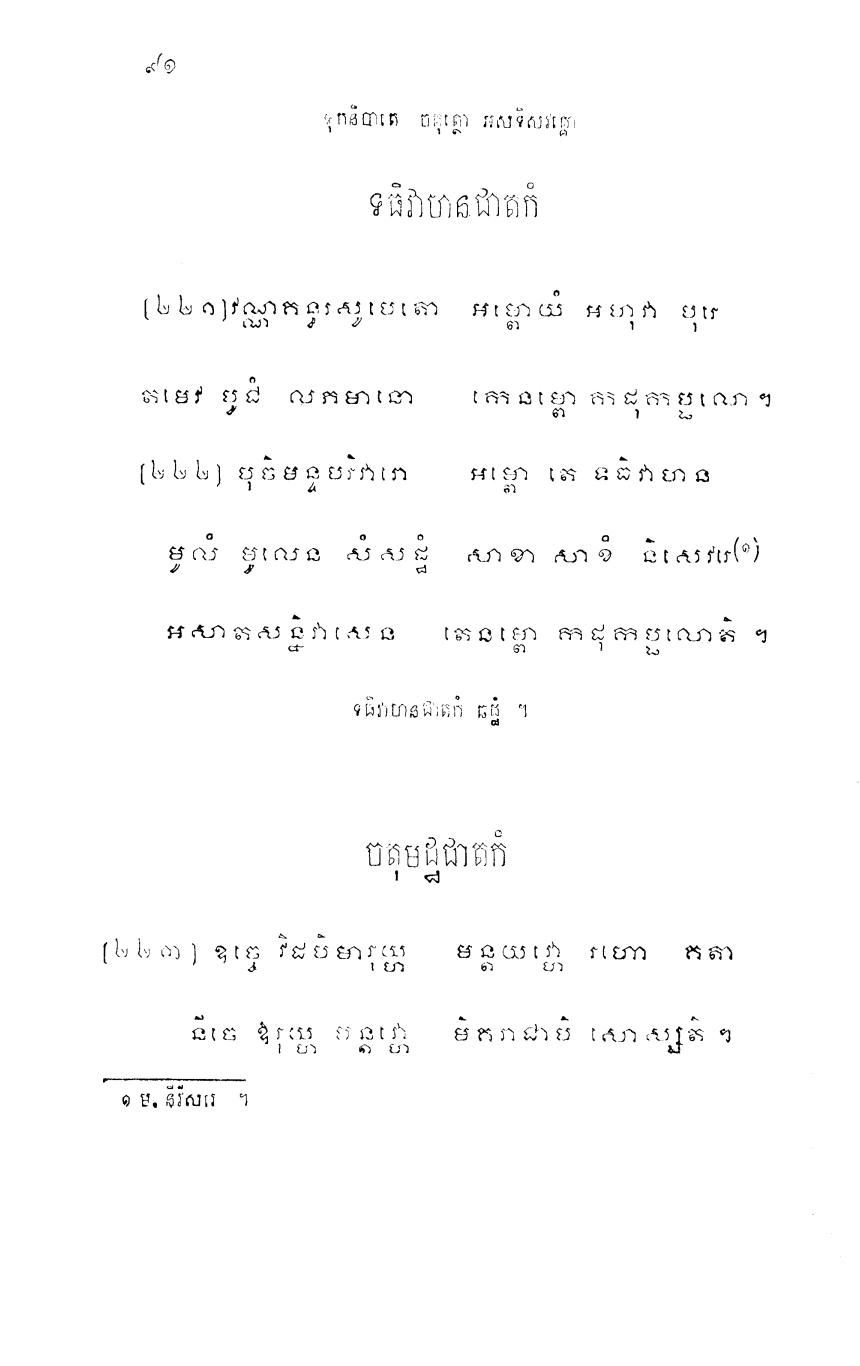 ៩១
ទុកនិបាតេ ចតុត្ថោ អសទិសវគ្គោ
ទធិវាហនជាតកំ
(២២១)វណ្ណគន្ធរសូបេតោ អម្ពោយំ អហុវា បុរេ
តមេវ បូជំ លភមានោ កេនម្ពោ កដុកប្ផលោ ។
(២២២) បុចិមន្ទបរិវារោ អម្ពោ តេ ទធិវាហន
មូលំ មូលេន សំសដ្ឋំ សាខា សាខំ និសេវរេ(១)
អសាតសន្និវាសេន តេនម្ពោ កដុកប្ផលោតិ ។
ទធិវាហនជាតកំ ឆដ្ឋំ ។
ចតុមដ្ឋជាតកំ
(២២៣) ឧច្ចេ វិដបិមារុយ្ហ មន្តយវ្ហោ រហោ គតា
នីចេ ឱរុយ្ហ មន្តវ្ហោ មិគរាជាបិ សោស្សតិ ។
១ ម. និវីសរេ ។